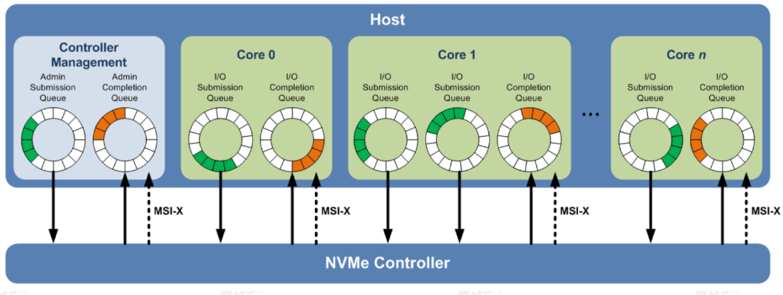 Host
Controller
Management
Admin
Submission
Queue
Admin
Completion
Queue
Core 0
I/O
Submission
Queue
I/O
Completion
Queue
Core 1
I/O
Submission
Queue
I/O
Submission
Queue
I/O
Completion
Queue
...
Core n
I/O
Submission
Queue
I/O
Completion
Queue
MSI-X
MSI-X
MSI-X
MSI-X
NVMe Controller